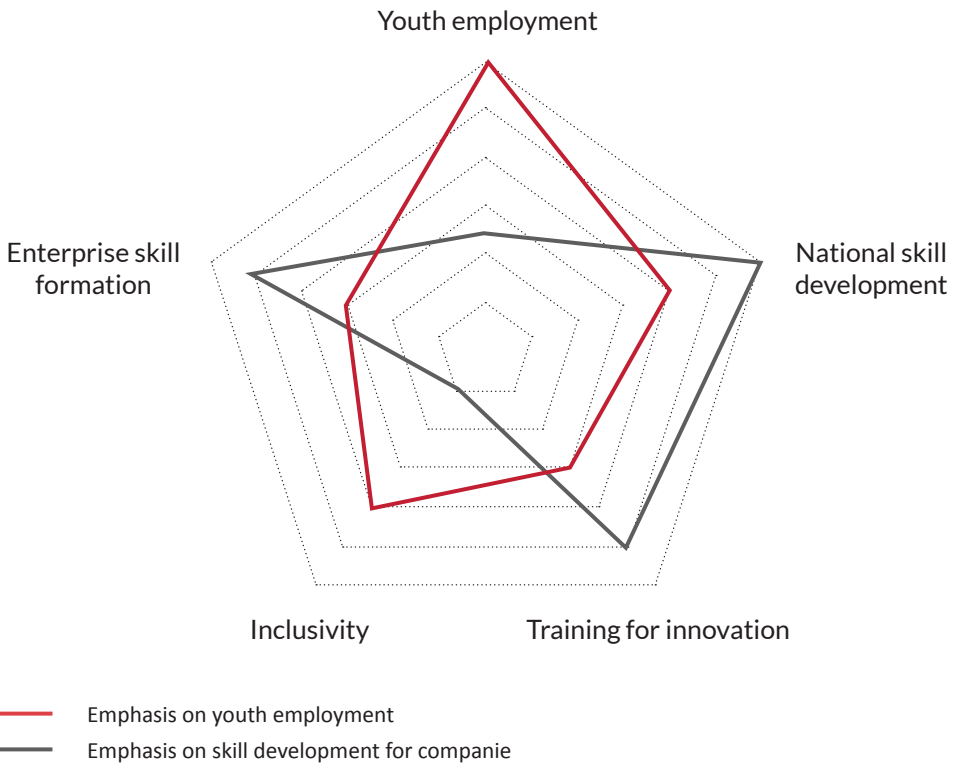 Youth employment
Enterprise skill
formation
National skill
development
Inclusivity
Training for innovation
Emphasis on youth employment
Emphasis on skill development for companie